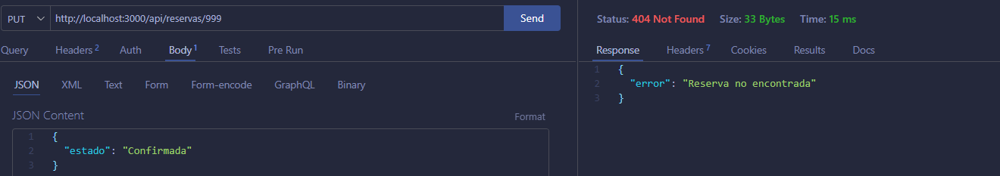 PUT http://localhost:3000/api/reservas/999 Send
Query Headers 2 Auth Body 1 Tests Pre Run
JSON XML Text Form Form-encode GraphQL Binary
JSON Content Format
1 {
2 "estado": "Confirmada"
3 }
Status: 404 Not Found Size: 33 Bytes Time: 15 ms
Response Headers 7 Cookies Results Docs
1 {
2 "error": "Reserva no encontrada"
3 }